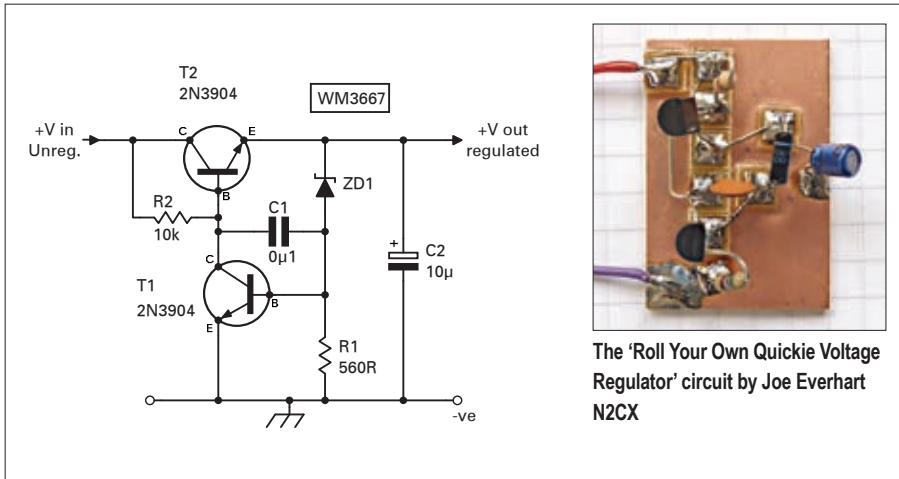 T2
2N3904
WM3667
+V in
Unreg.
C
E
B
+V out
regulated
ZD1
R2
10k
C1
0µ1
+
C2
10µ
T1
2N3904
C
B
E
R1
560R
-ve
The ‘Roll Your Own Quickie Voltage
Regulator’ circuit by Joe Everhart
N2CX